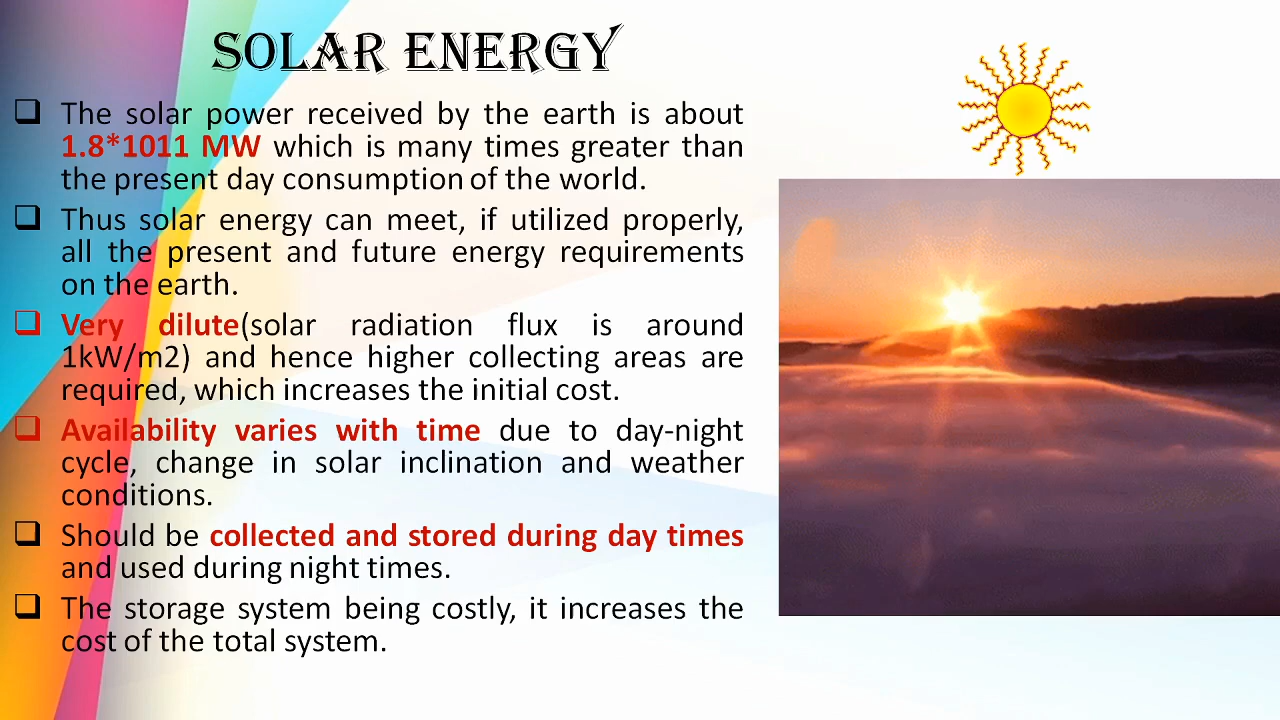 SOLAR ENERGY
The solar power received by the earth is about
1.8*1011 MW which is many times greater than
the present day consumption of the world.
Thus solar energy can meet, if utilized properly,
all the present and future energy requirements
on the earth.
Very dilute(solar radiation flux is around
1kW/m2) and hence higher collecting areas are
required, which increases the initial cost.
Availability varies with time due to day-night
cycle, change in solar inclination and weather
conditions.
Should be collected and stored during day times
and used during night times.
The storage system being costly, it increases the
cost of the total system.